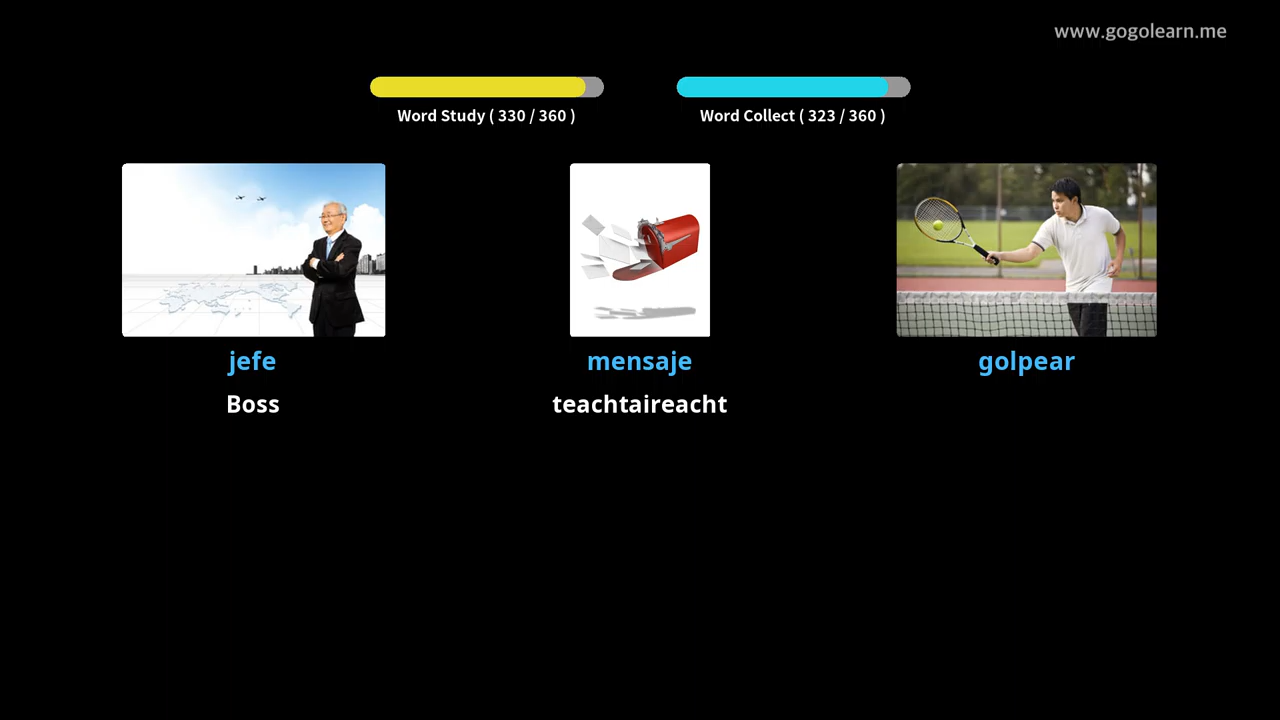 www.gogolearn.me
Word Study ( 330 / 360 )
Word Collect ( 323 / 360 )
jefe
mensaje
golpear
Boss
teachtaireacht